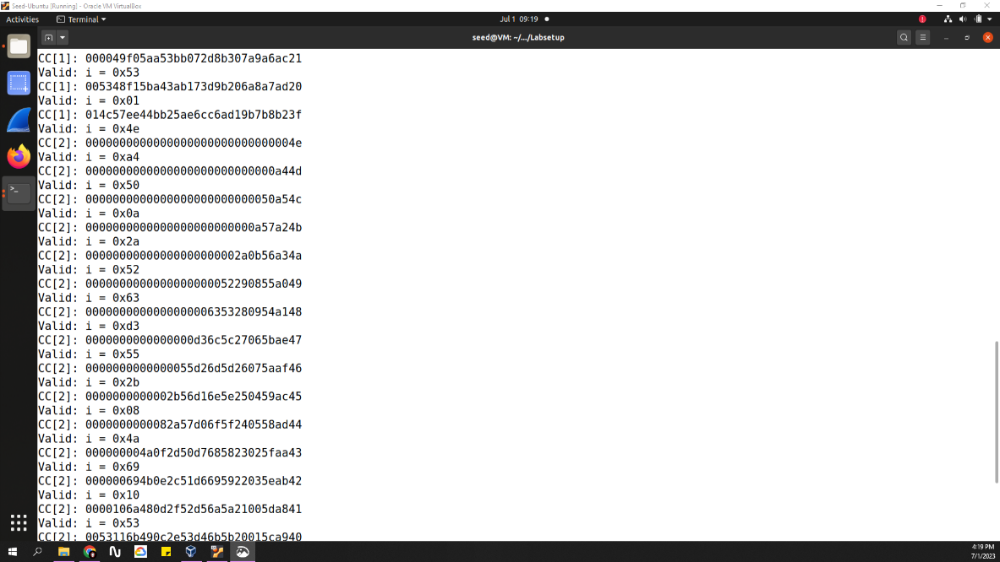 Seed-Ubuntu [Running] - Oracle VM VirtualBox
Activities
Terminal
Jul 1 09:19
seed@VM: ~/.../Labsetup
CC[1]: 000049f05aa53bb072d8b307a9a6ac21
Valid: i = 0x53
CC[1]: 005348f15ba43ab173d9b206a8a7ad20
Valid: i = 0x01
CC[1]: 014c57ee44bb25ae6cc6ad19b7b8b23f
Valid: i = 0x4e
CC[2]: 0000000000000000000000000000004e
Valid: i = 0xa4
CC[2]: 0000000000000000000000000000a44d
Valid: i = 0x50
CC[2]: 0000000000000000000000000050a54c
Valid: i = 0x0a
CC[2]: 0000000000000000000000000a57a24b
Valid: i = 0x2a
CC[2]: 00000000000000000000002a0b56a34a
Valid: i = 0x52
CC[2]: 0000000000000000000052290855a049
Valid: i = 0x63
CC[2]: 0000000000000000006353280954a148
Valid: i = 0xd3
CC[2]: 0000000000000000d36c5c27065bae47
Valid: i = 0x55
CC[2]: 00000000000055d26d5d26075aaf46
Valid: i = 0x2b
CC[2]: 0000000000002b56d16e5e250459ac45
Valid: i = 0x08
CC[2]: 0000000000082a57d06f5f240558ad44
Valid: i = 0x4a
CC[2]: 000000004a0f2d50d7685823025faa43
Valid: i = 0x69
CC[2]: 000000694b0e2c51d6695922035eab42
Valid: i = 0x10
CC[2]: 0000106a480d2f52d56a5a21005da841
Valid: i = 0x53
CC[2]: 0053116b490c2e53d46b5b20015ca940
4:19 PM
7/1/2023